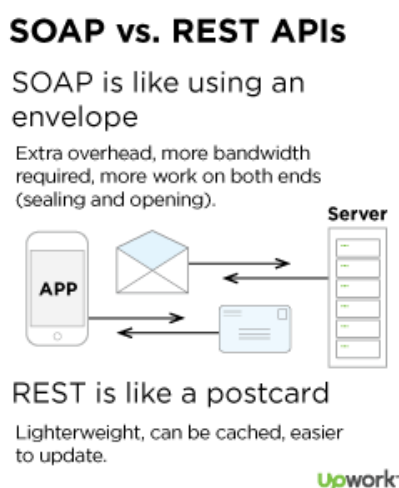 SOAP vs. REST APIs
SOAP is like using an
envelope
Extra overhead, more bandwidth
required, more work on both ends
(sealing and opening).
Server
APP
REST is like a postcard
Lighterweight, can be cached, easier
to update.
Upwork